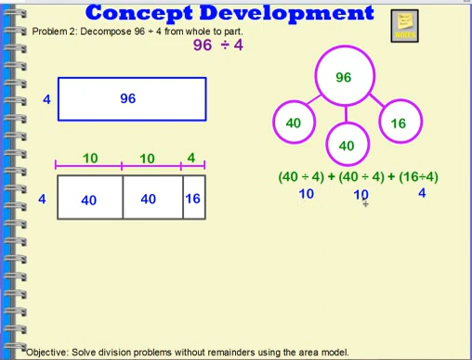 Concept Development
Problem 2: Decompose 96 ÷ 4 from whole to part.
96 ÷ 4
4
96
10 10 4
4
40 40 16
96
40
40
16
(40 ÷ 4) + (40 ÷ 4) + (16÷4)
10 10 4
Objective: Solve division problems without remainders using the area model.